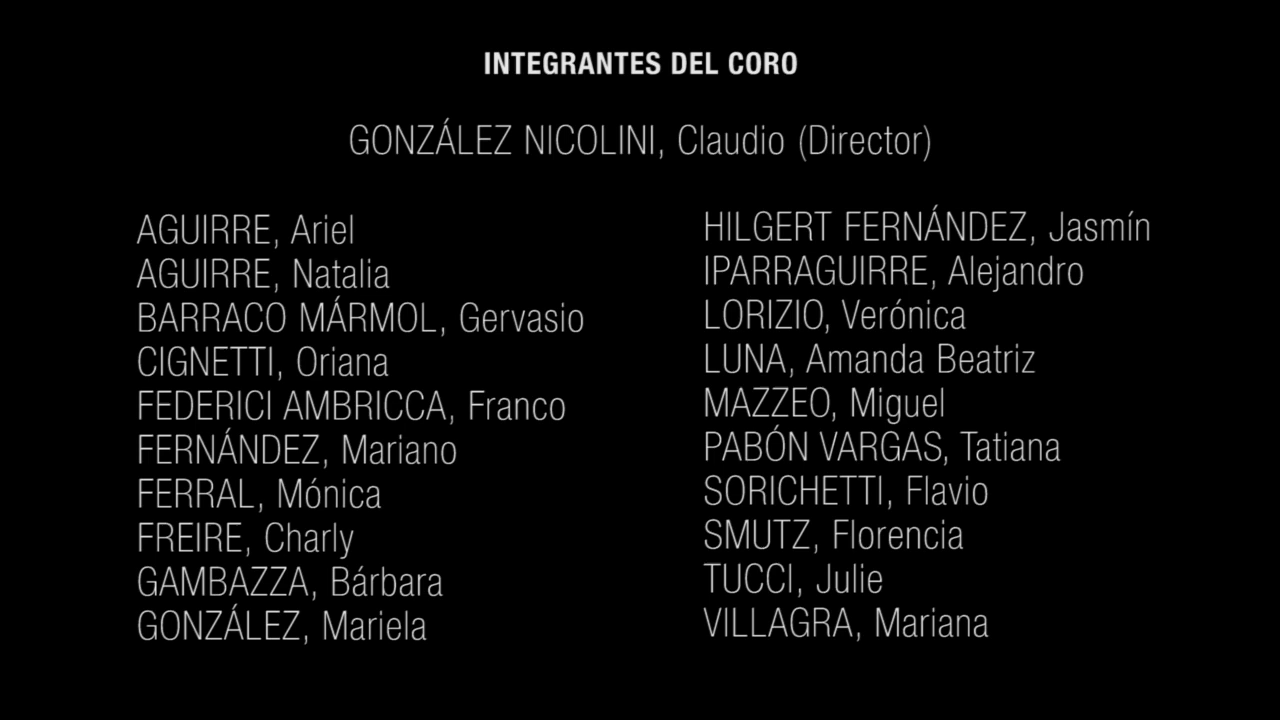 INTEGRANTES DEL CORO
GONZÁLEZ NICOLINI, Claudio (Director)
AGUIRRE, Ariel
AGUIRRE, Natalia
BARRACO MÁRMOL, Gervasio
CIGNETTI, Oriana
FEDERICI AMBRICCA, Franco
FERNÁNDEZ, Mariano
FERRAL, Mónica
FREIRE, Charly
GAMBAZZA, Bárbara
GONZÁLEZ, Mariela
HILGERT FERNÁNDEZ, Jasmín
IPARRAGUIRRE, Alejandro
LORIZIO, Verónica
LUNA, Amanda Beatriz
MAZZEO, Miguel
PABÓN VARGAS, Tatiana
SORICHETTI, Flavio
SMUTZ, Florencia
TUCCI, Julie
VILLAGRA, Mariana